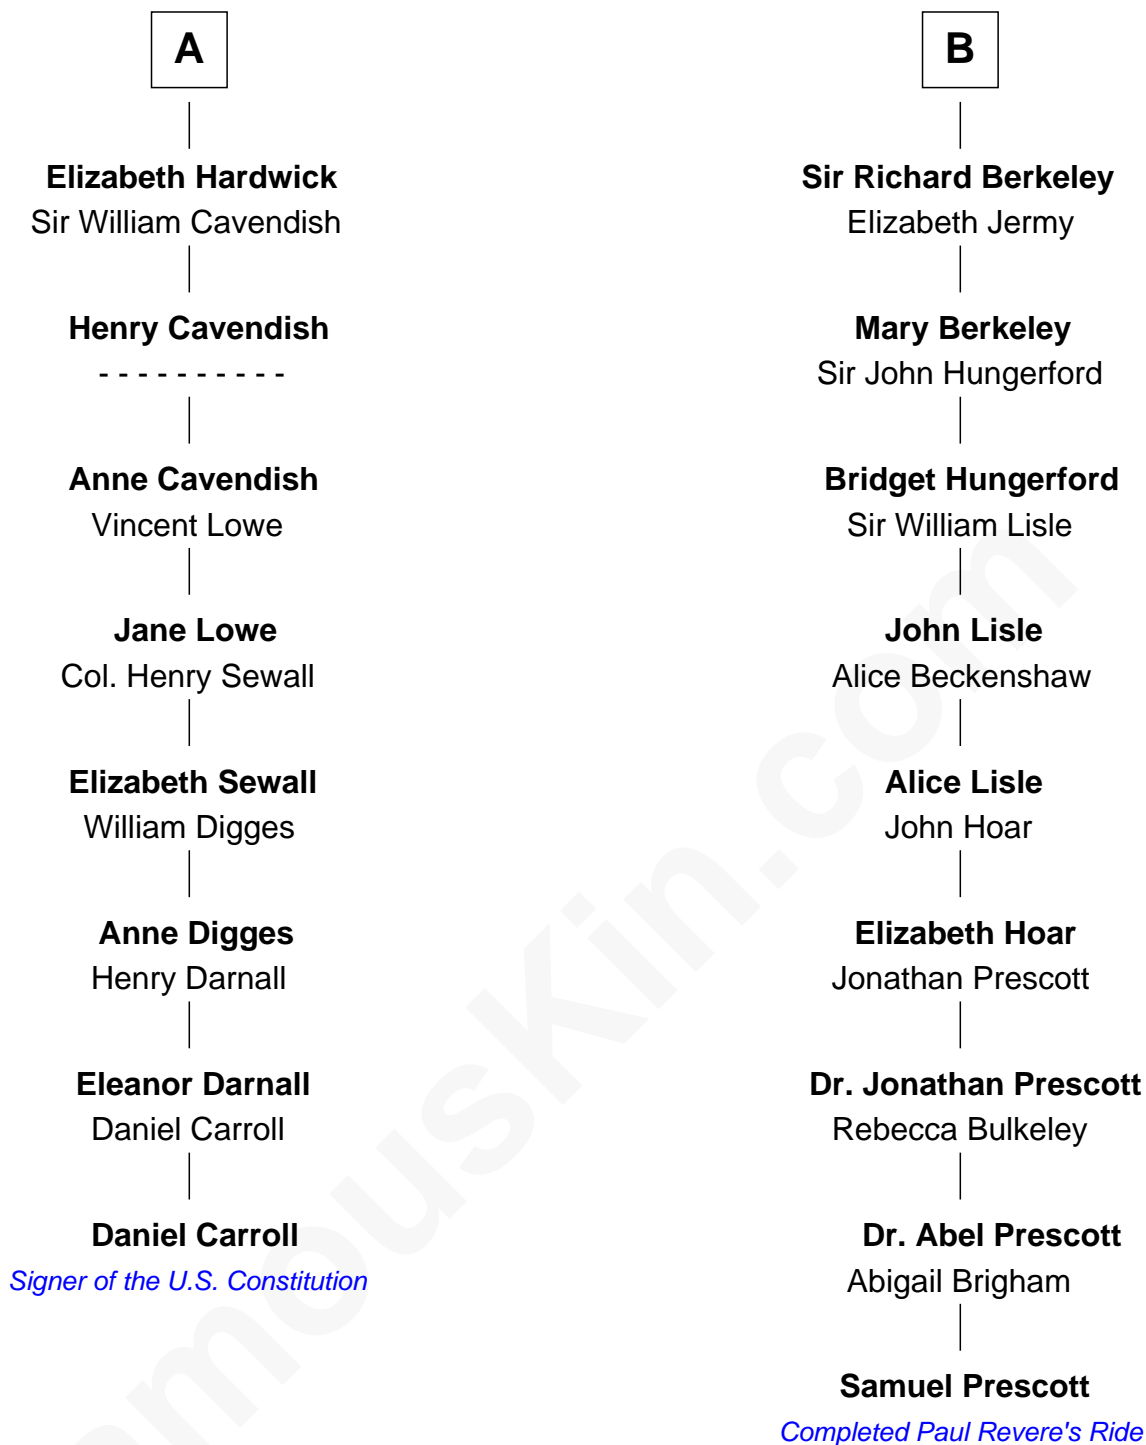 A
Elizabeth Hardwick
Sir William Cavendish
Henry Cavendish
- - - - - - - - - -
Anne Cavendish
Vincent Lowe
Jane Lowe
Col. Henry Sewall
Elizabeth Sewall
William Digges
Anne Digges
Henry Darnall
Eleanor Darnall
Daniel Carroll
Daniel Carroll
Signer of the U.S. Constitution
B
Sir Richard Berkeley
Elizabeth Jermy
Mary Berkeley
Sir John Hungerford
Bridget Hungerford
Sir William Lisle
John Lisle
Alice Beckenshaw
Alice Lisle
John Hoar
Elizabeth Hoar
Jonathan Prescott
Dr. Jonathan Prescott
Rebecca Bulkeley
Dr. Abel Prescott
Abigail Brigham
Samuel Prescott
Completed Paul Revere's Ride
amousKin.com